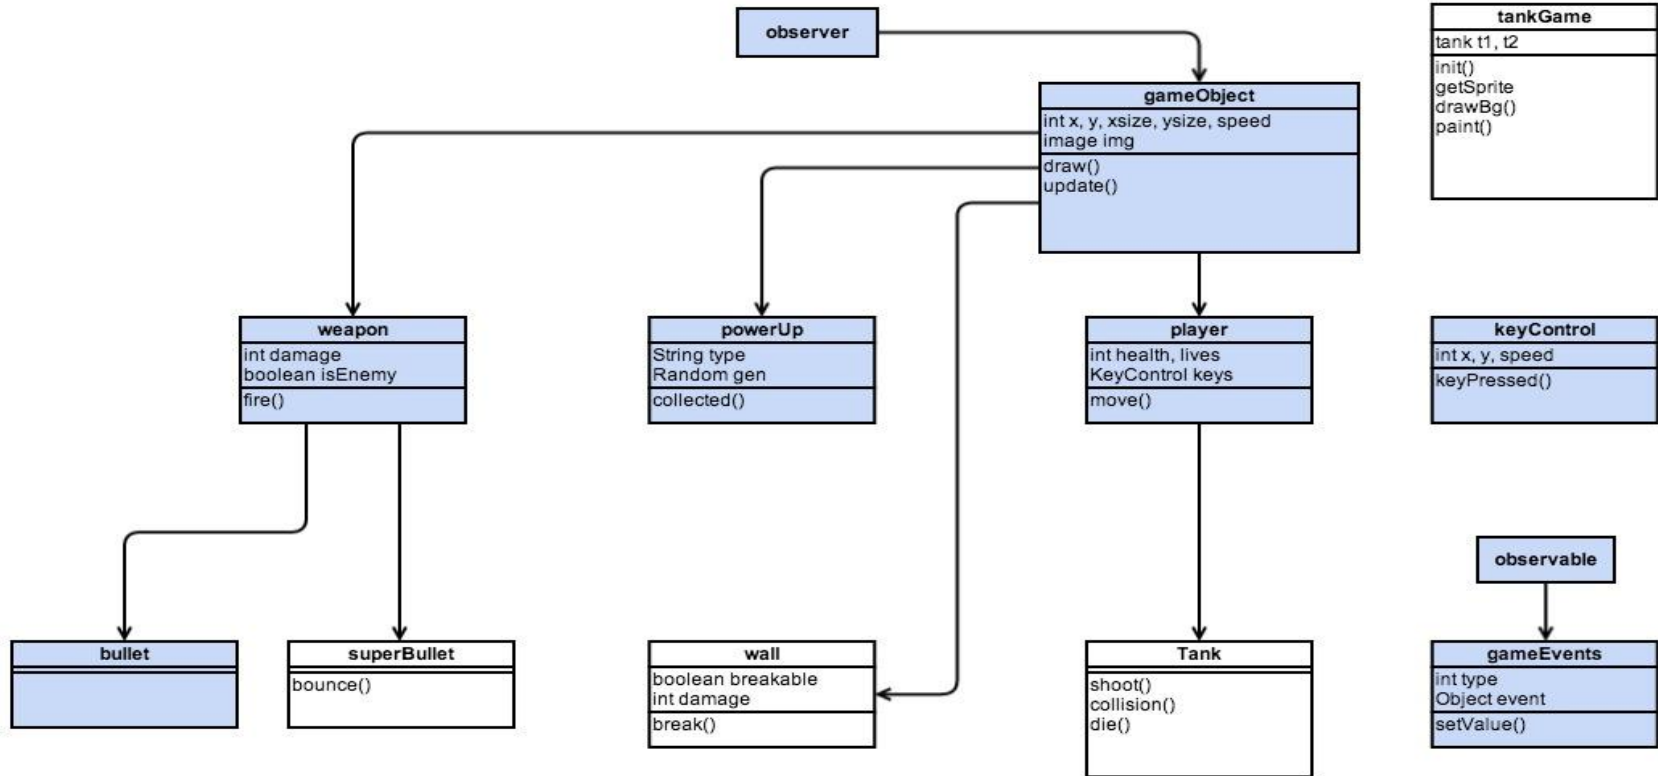 observer
tankGame
tank t1, t2
init()
getSprite
drawBg()
paint()
gameObject
int x, y, xsize, ysize, speed
image img
draw()
update()
weapon
int damage
boolean isEnemy
fire()
powerUp
String type
Random gen
collected()
player
int health, lives
KeyControl keys
move()
keyControl
int x, y, speed
keyPressed()
observable
bullet
superBullet
bounce()
wall
boolean breakable
int damage
break()
Tank
shoot()
collision()
die()
gameEvents
int type
Object event
setValue()